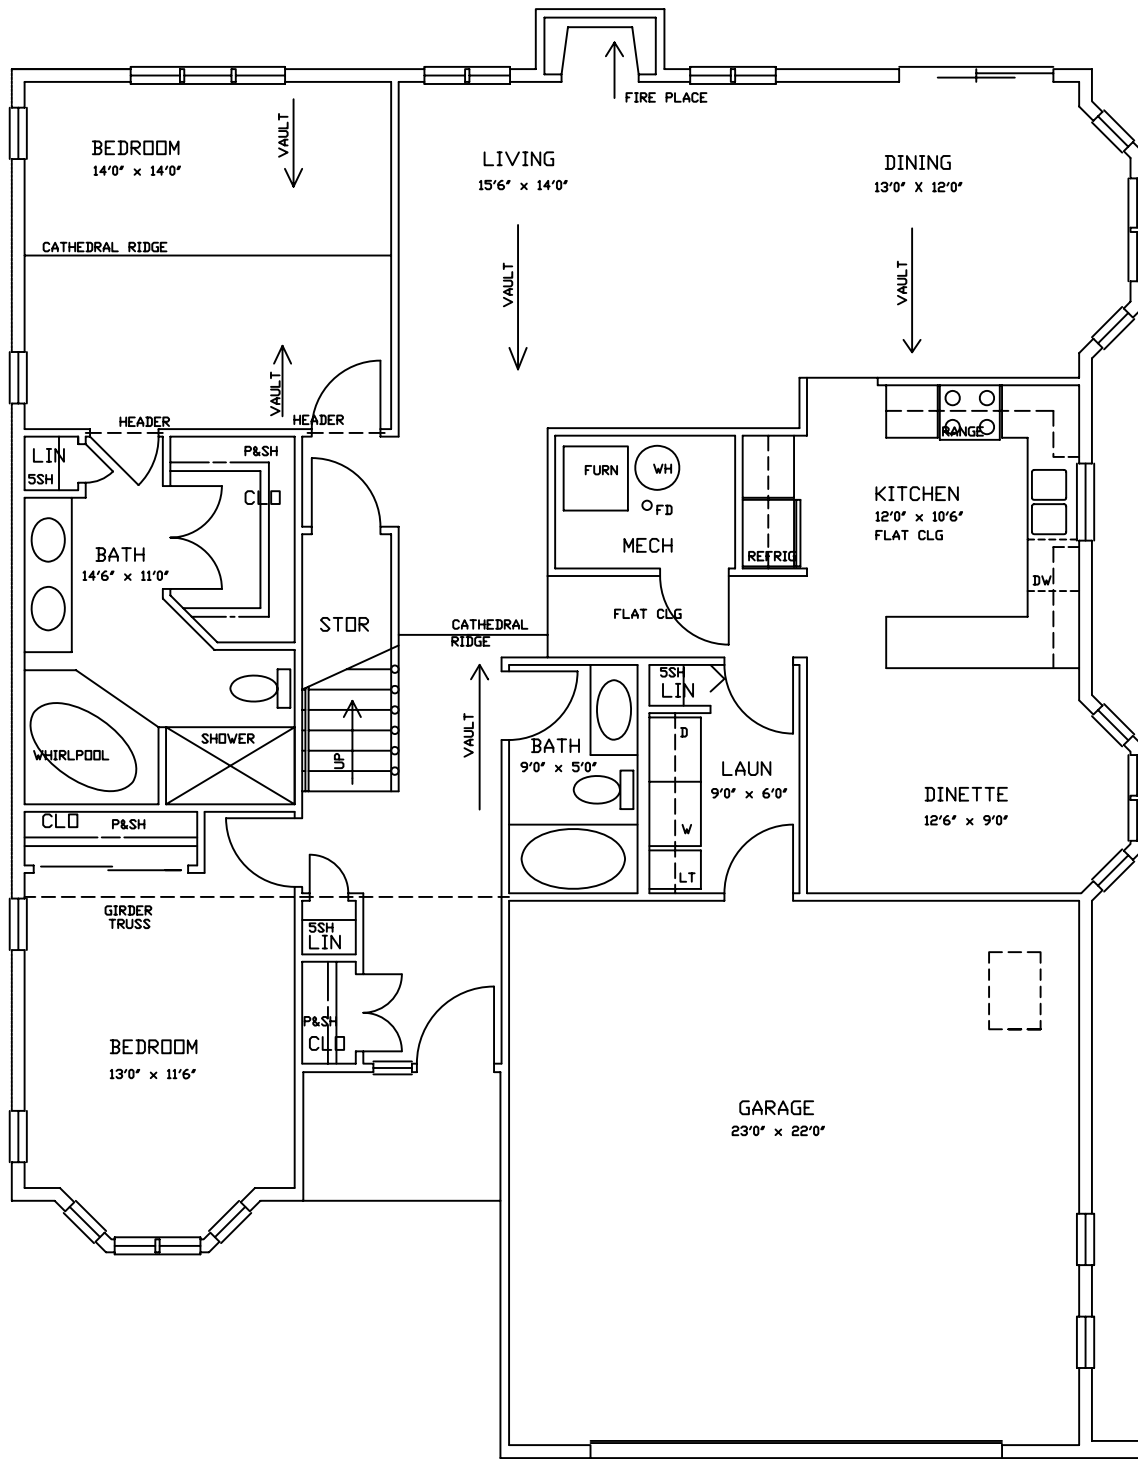 FIRE PLACE
BEDROOM
14'0" x 14'0"
VAULT
LIVING
15'6" x 14'0"
DINING
13'0" X 12'0"
CATHEDRAL RIDGE
VAULT
VAULT
VAULT
HEADER
HEADER
LIN
5SH
P&SH
CLO
BATH
14'6" x 11'0"
FURN
WH
FD
MECH
REFRIG
RANGE
KITCHEN
12'0" x 10'6"
FLAT CLG
DW
STOR
FLAT CLG
CATHEDRAL
RIDGE
5SH
LIN
VAULT
WHIRLPOOL
SHOWER
UP
BATH
9'0" x 5'0"
D
LAUN
9'0" x 6'0"
W
LT
DINETTE
12'6" x 9'0"
CLO
P&SH
GIRDER
TRUSS
5SH
LIN
P&SH
CLO
BEDROOM
13'0" x 11'6"
GARAGE
23'0" x 22'0"